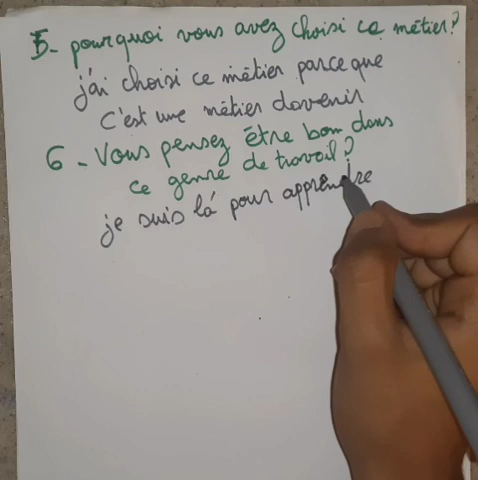 5- pourquoi vous avez choisi ce métier?
j'ai choisi ce métier parce que
c'est une métier davenir
6- Vous pensez être bon dans
ce genre de travail?
je suis là pour apprendre